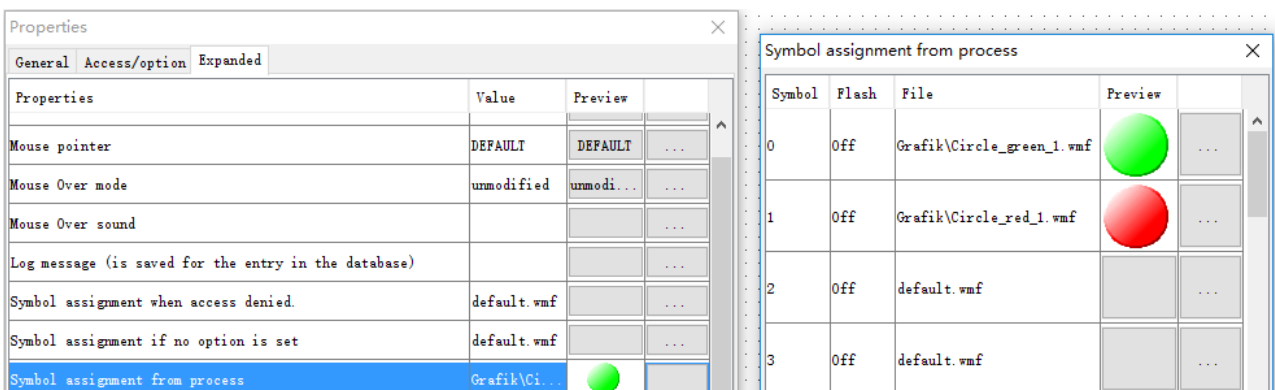 Properties
General Access/option Expanded
Properties Value Preview
Mouse pointer DEFAULT DEFAULT ...
Mouse Over mode unmodified unmodi... ...
Mouse Over sound ...
Log message (is saved for the entry in the database) ...
Symbol assignment when access denied. default.wmf ...
Symbol assignment if no option is set default.wmf ...
Symbol assignment from process Grafik\Ci...
Symbol assignment from process
Symbol Flash File Preview
0 Off Grafik\Circle_green_1.wmf ...
1 Off Grafik\Circle_red_1.wmf ...
2 Off default.wmf ...
3 Off default.wmf ...